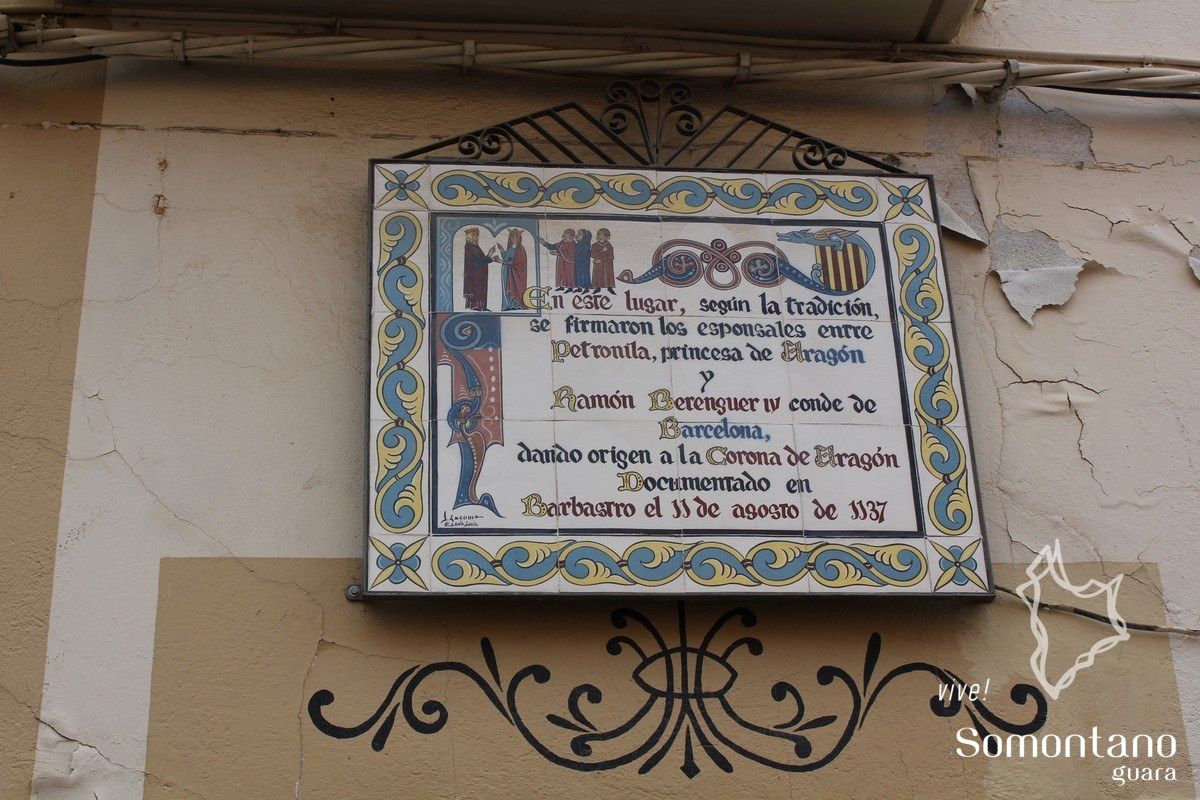 En este lugar, según la tradición,
se firmaron los esponsales entre
Petronila, princesa de Aragón
y
Ramón Berenguer IV conde de
Barcelona,
dando origen a la Corona de Aragón
Documentado en
Barbastro el 11 de agosto de 1137
vive!
Somontano
guara